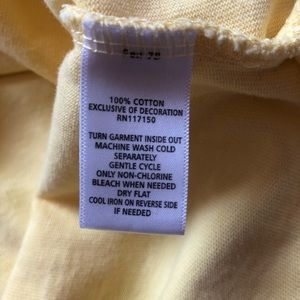 100% COTTON
EXCLUSIVE OF DECORATION
RN117150
TURN GARMENT INSIDE OUT
MACHINE WASH COLD
SEPARATELY
GENTLE CYCLE
ONLY NON-CHLORINE
BLEACH WHEN NEEDED
DRY FLAT
COOL IRON ON REVERSE SIDE
IF NEEDED